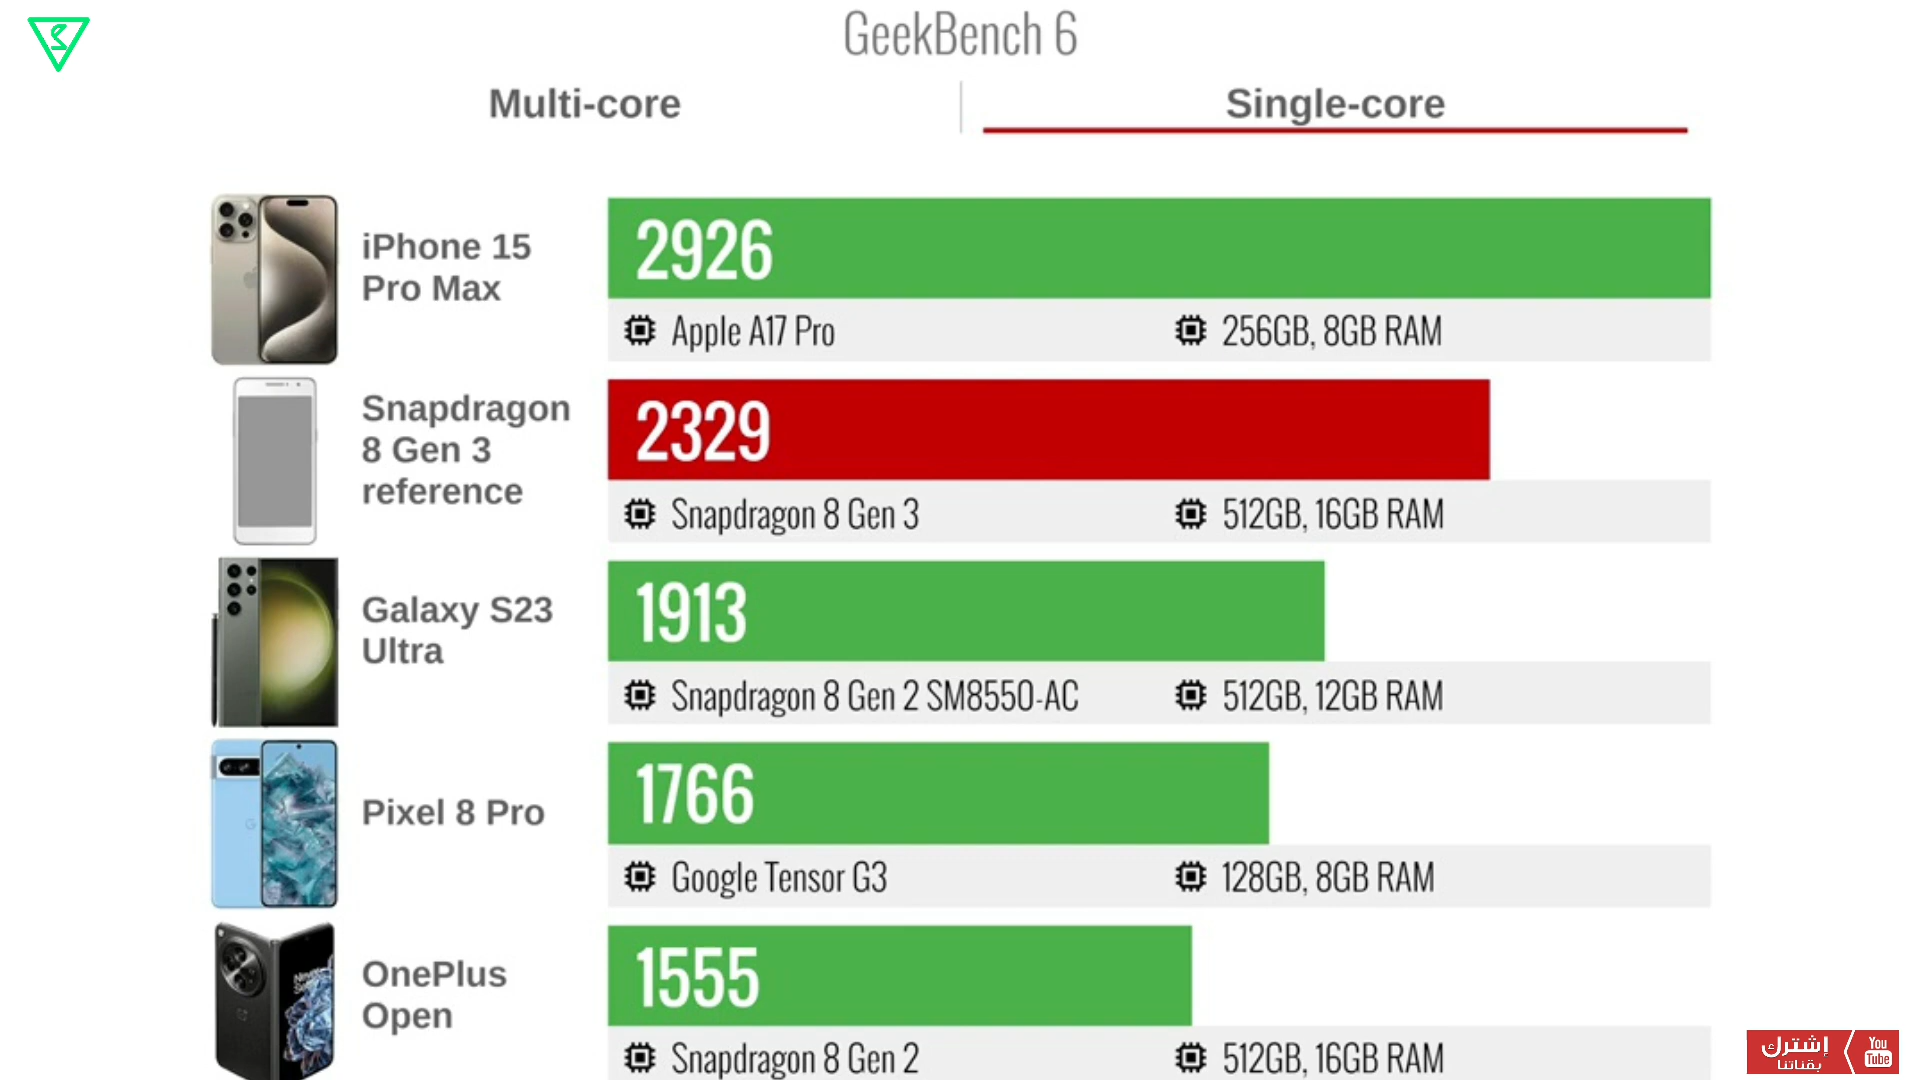 GeekBench 6
Multi-core
Single-core
iPhone 15
Pro Max
2926
Apple A17 Pro
256GB, 8GB RAM
Snapdragon
8 Gen 3
reference
2329
Snapdragon 8 Gen 3
512GB, 16GB RAM
Galaxy S23
Ultra
1913
Snapdragon 8 Gen 2 SM8550-AC
512GB, 12GB RAM
Pixel 8 Pro
1766
Google Tensor G3
128GB, 8GB RAM
OnePlus
Open
1555
Snapdragon 8 Gen 2
512GB, 16GB RAM
إشترك
بقناتنا
You
Tube